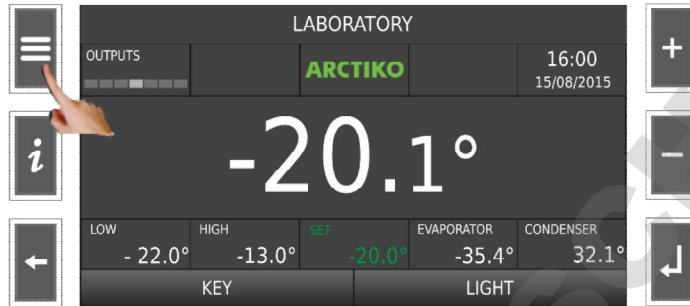 LABORATORY
OUTPUTS
ARCTIKO
16:00
15/08/2015
-20.1°
LOW HIGH SET EVAPORATOR CONDENSER
- 22.0° -13.0° -20.0° -35.4° 32.1°
KEY LIGHT